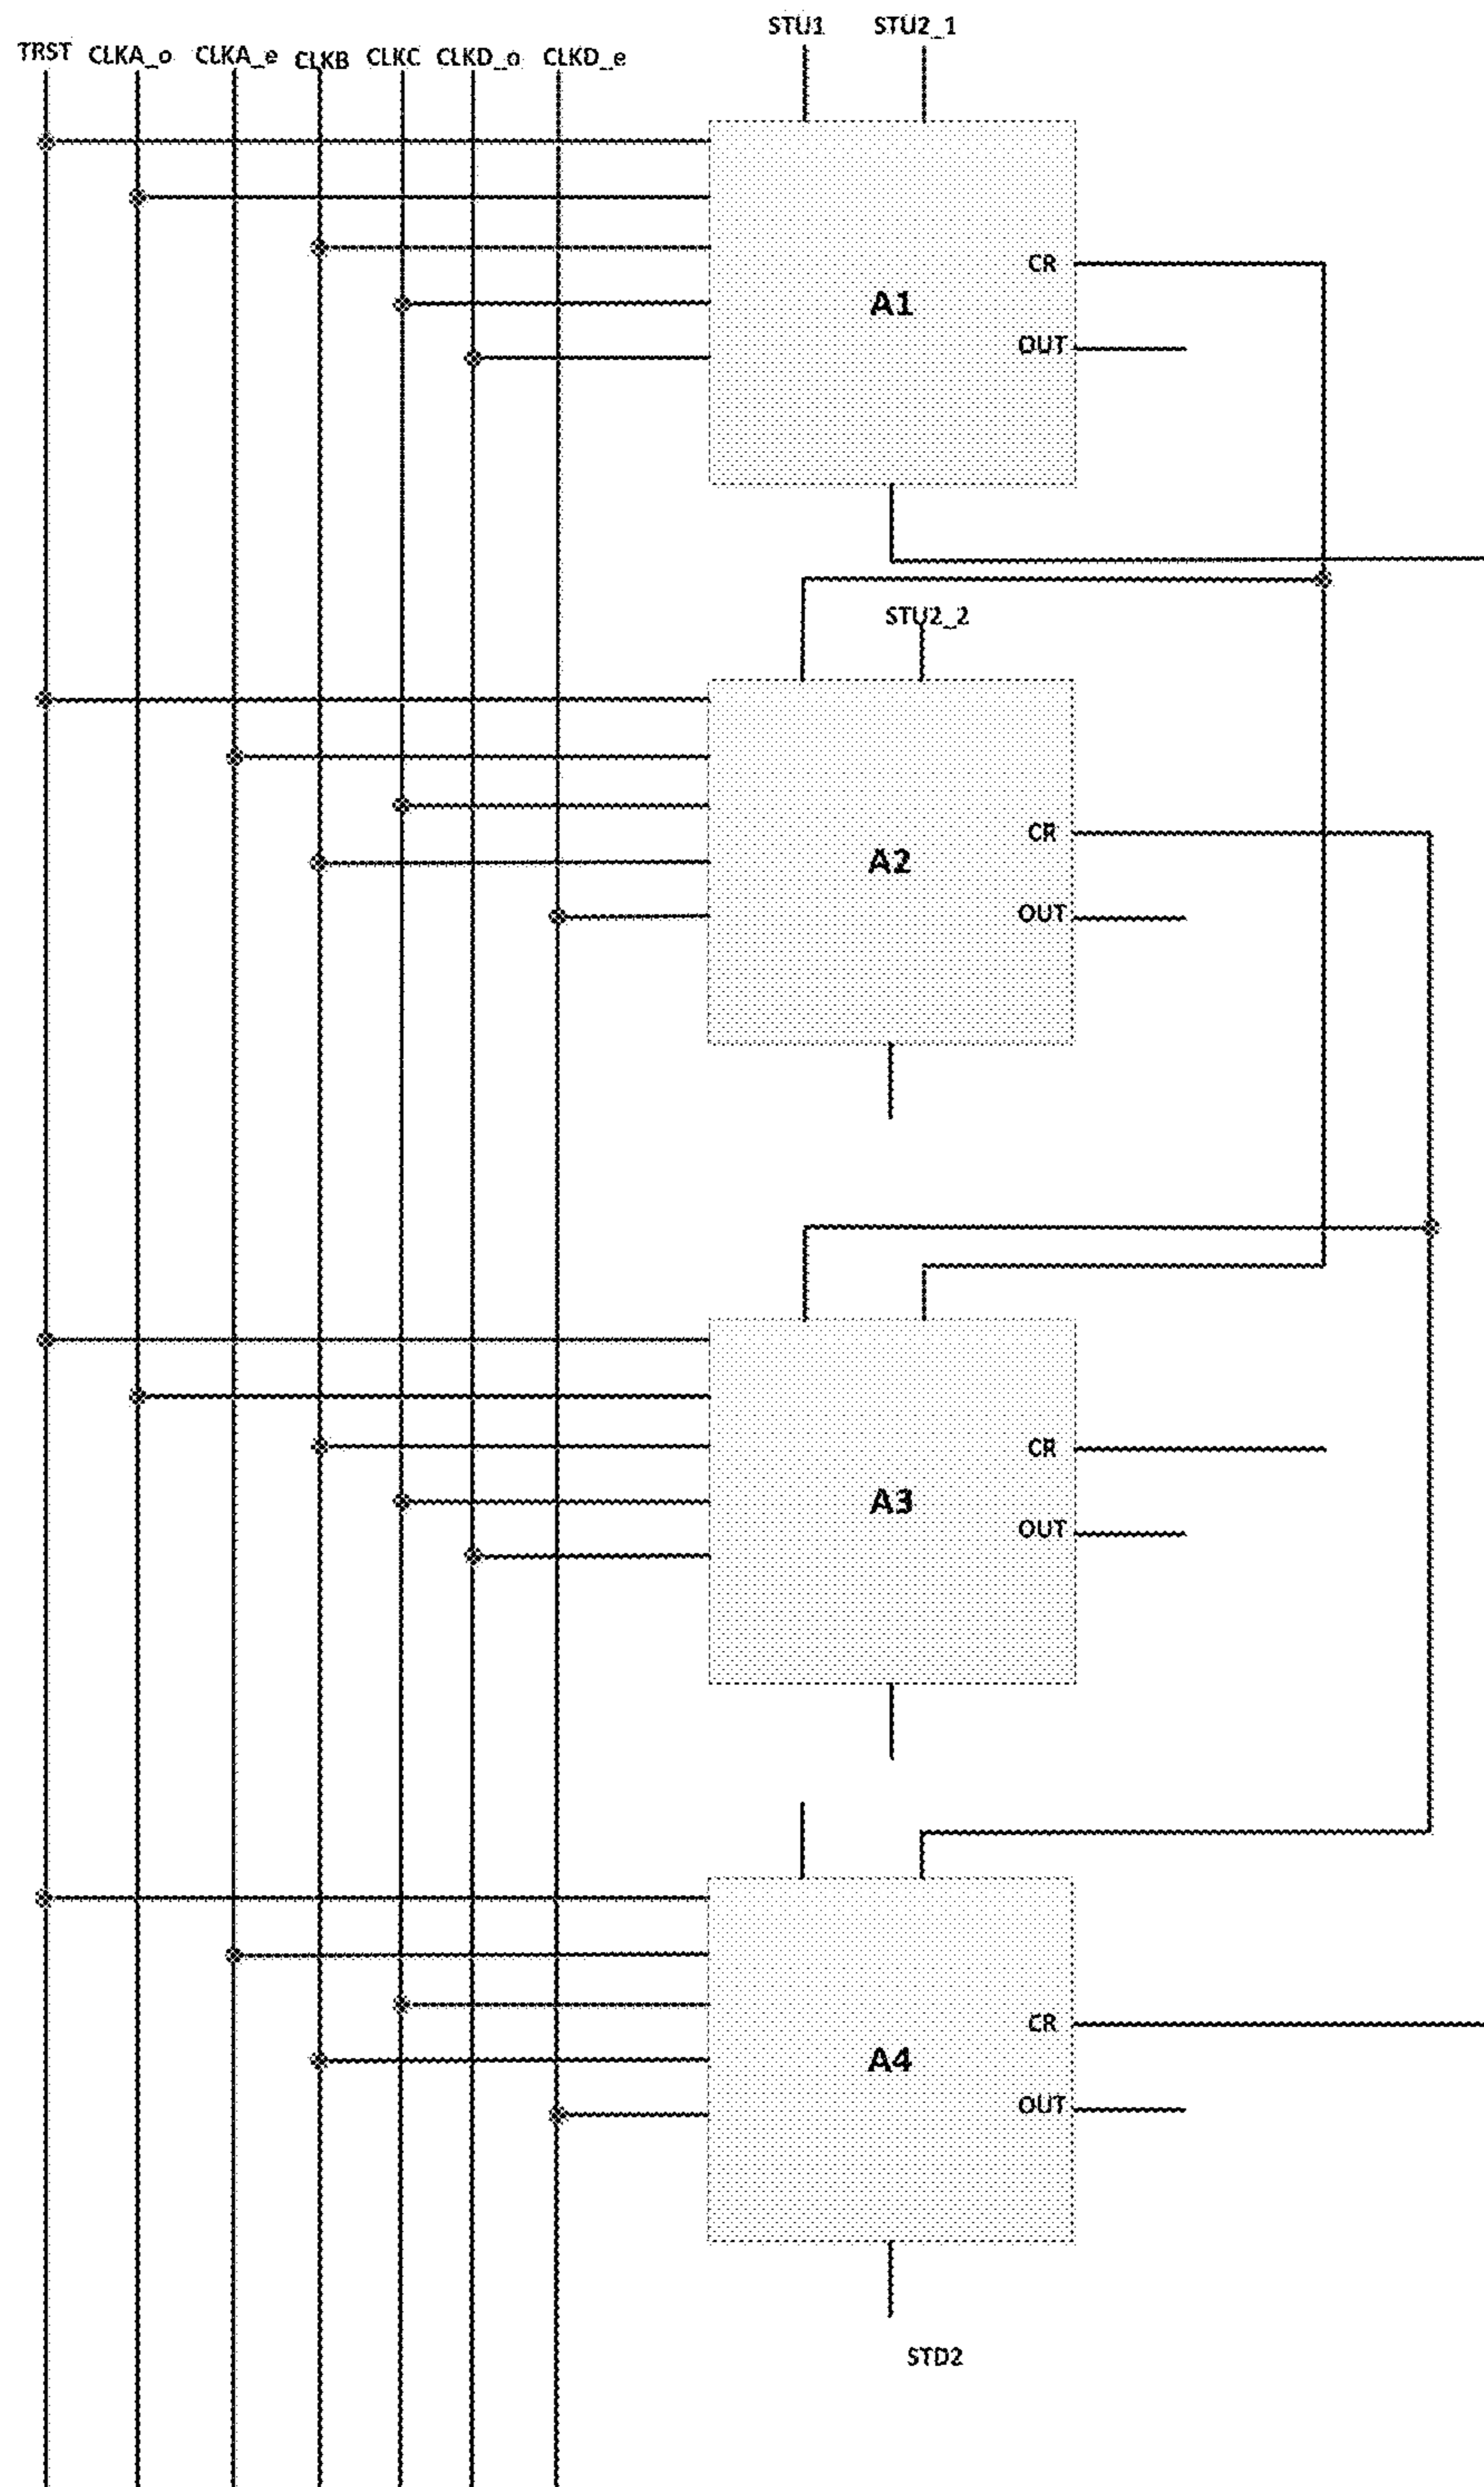 STU1 STU2_1
TRST CLKA_o CLKA_e CLKB CLKC CLKD_o CLKD_e
CR
A1
OUT
STU2_2
CR
A2
OUT
CR
A3
OUT
CR
A4
OUT
STD2